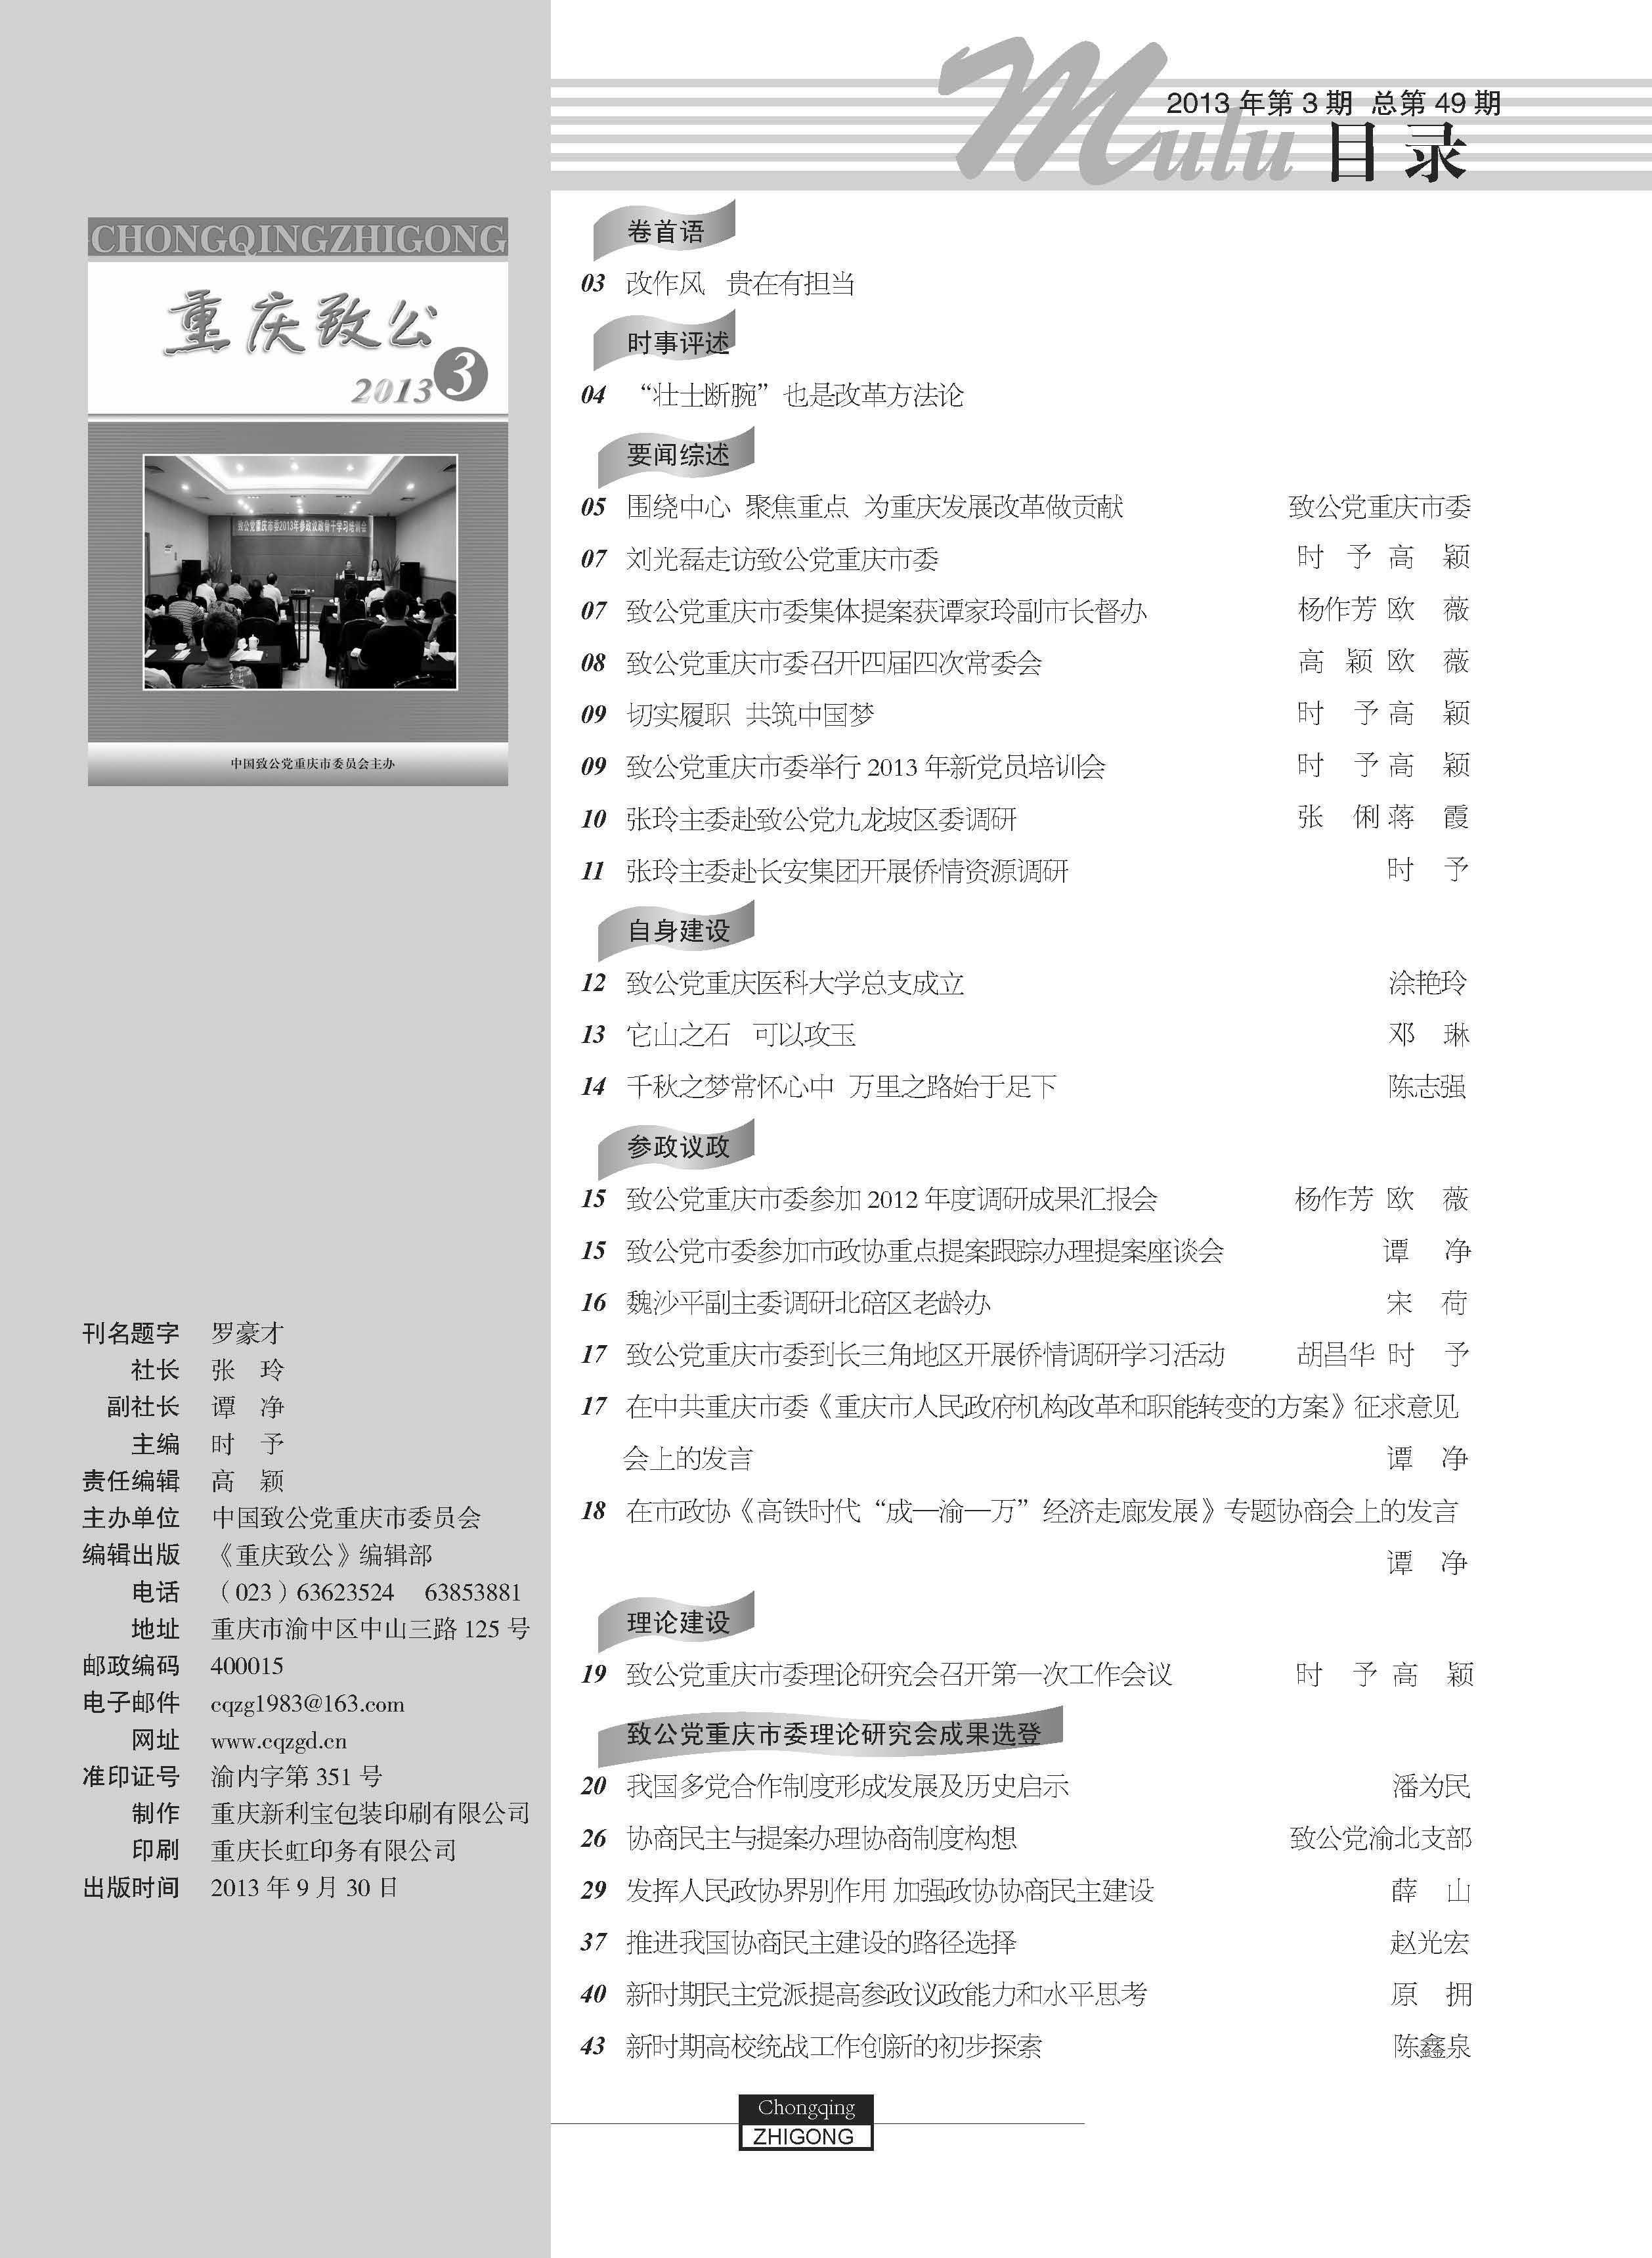 2013 年第 3 期 总第 49 期
Mulu 目录
CHONGQINGZHIGONG
重庆致公
2013 3
致公党重庆市委2013年参政议政骨干学习培训会
中国致公党重庆市委员会主办
刊名题字 罗豪才
社长 张 玲
副社长 谭 净
主编 时 予
责任编辑 高 颖
主办单位 中国致公党重庆市委员会
编辑出版 《重庆致公》编辑部
电话 （023）63623524 63853881
地址 重庆市渝中区中山三路 125 号
邮政编码 400015
电子邮件 cqzg1983@163.com
网址 www.cqzgd.cn
准印证号 渝内字第 351 号
制作 重庆新利宝包装印刷有限公司
印刷 重庆长虹印务有限公司
出版时间 2013 年 9 月 30 日
卷首语
03 改作风 贵在有担当
时事评述
04 “壮士断腕”也是改革方法论
要闻综述
05 围绕中心 聚焦重点 为重庆发展改革做贡献 致公党重庆市委
07 刘光磊走访致公党重庆市委 时 予 高 颖
07 致公党重庆市委集体提案获谭家玲副市长督办 杨作芳 欧 薇
08 致公党重庆市委召开四届四次常委会 高 颖 欧 薇
09 切实履职 共筑中国梦 时 予 高 颖
09 致公党重庆市委举行 2013 年新党员培训会 时 予 高 颖
10 张玲主委赴致公党九龙坡区委调研 张 俐 蒋 霞
11 张玲主委赴长安集团开展侨情资源调研 时 予
自身建设
12 致公党重庆医科大学总支成立 涂艳玲
13 它山之石 可以攻玉 邓 琳
14 千秋之梦常怀心中 万里之路始于足下 陈志强
参政议政
15 致公党重庆市委参加 2012 年度调研成果汇报会 杨作芳 欧 薇
15 致公党市委参加市政协重点提案跟踪办理提案座谈会 谭 净
16 魏沙平副主委调研北碚区老龄办 宋 荷
17 致公党重庆市委到长三角地区开展侨情调研学习活动 胡昌华 时 予
17 在中共重庆市委《重庆市人民政府机构改革和职能转变的方案》征求意见
会上的发言 谭 净
18 在市政协《高铁时代“成—渝—万”经济走廊发展》专题协商会上的发言
谭 净
理论建设
19 致公党重庆市委理论研究会召开第一次工作会议 时 予 高 颖
致公党重庆市委理论研究会成果选登
20 我国多党合作制度形成发展及历史启示 潘为民
26 协商民主与提案办理协商制度构想 致公党渝北支部
29 发挥人民政协界别作用 加强政协协商民主建设 薛 山
37 推进我国协商民主建设的路径选择 赵光宏
40 新时期民主党派提高参政议政能力和水平思考 原 拥
43 新时期高校统战工作创新的初步探索 陈鑫泉
Chongqing
ZHIGONG